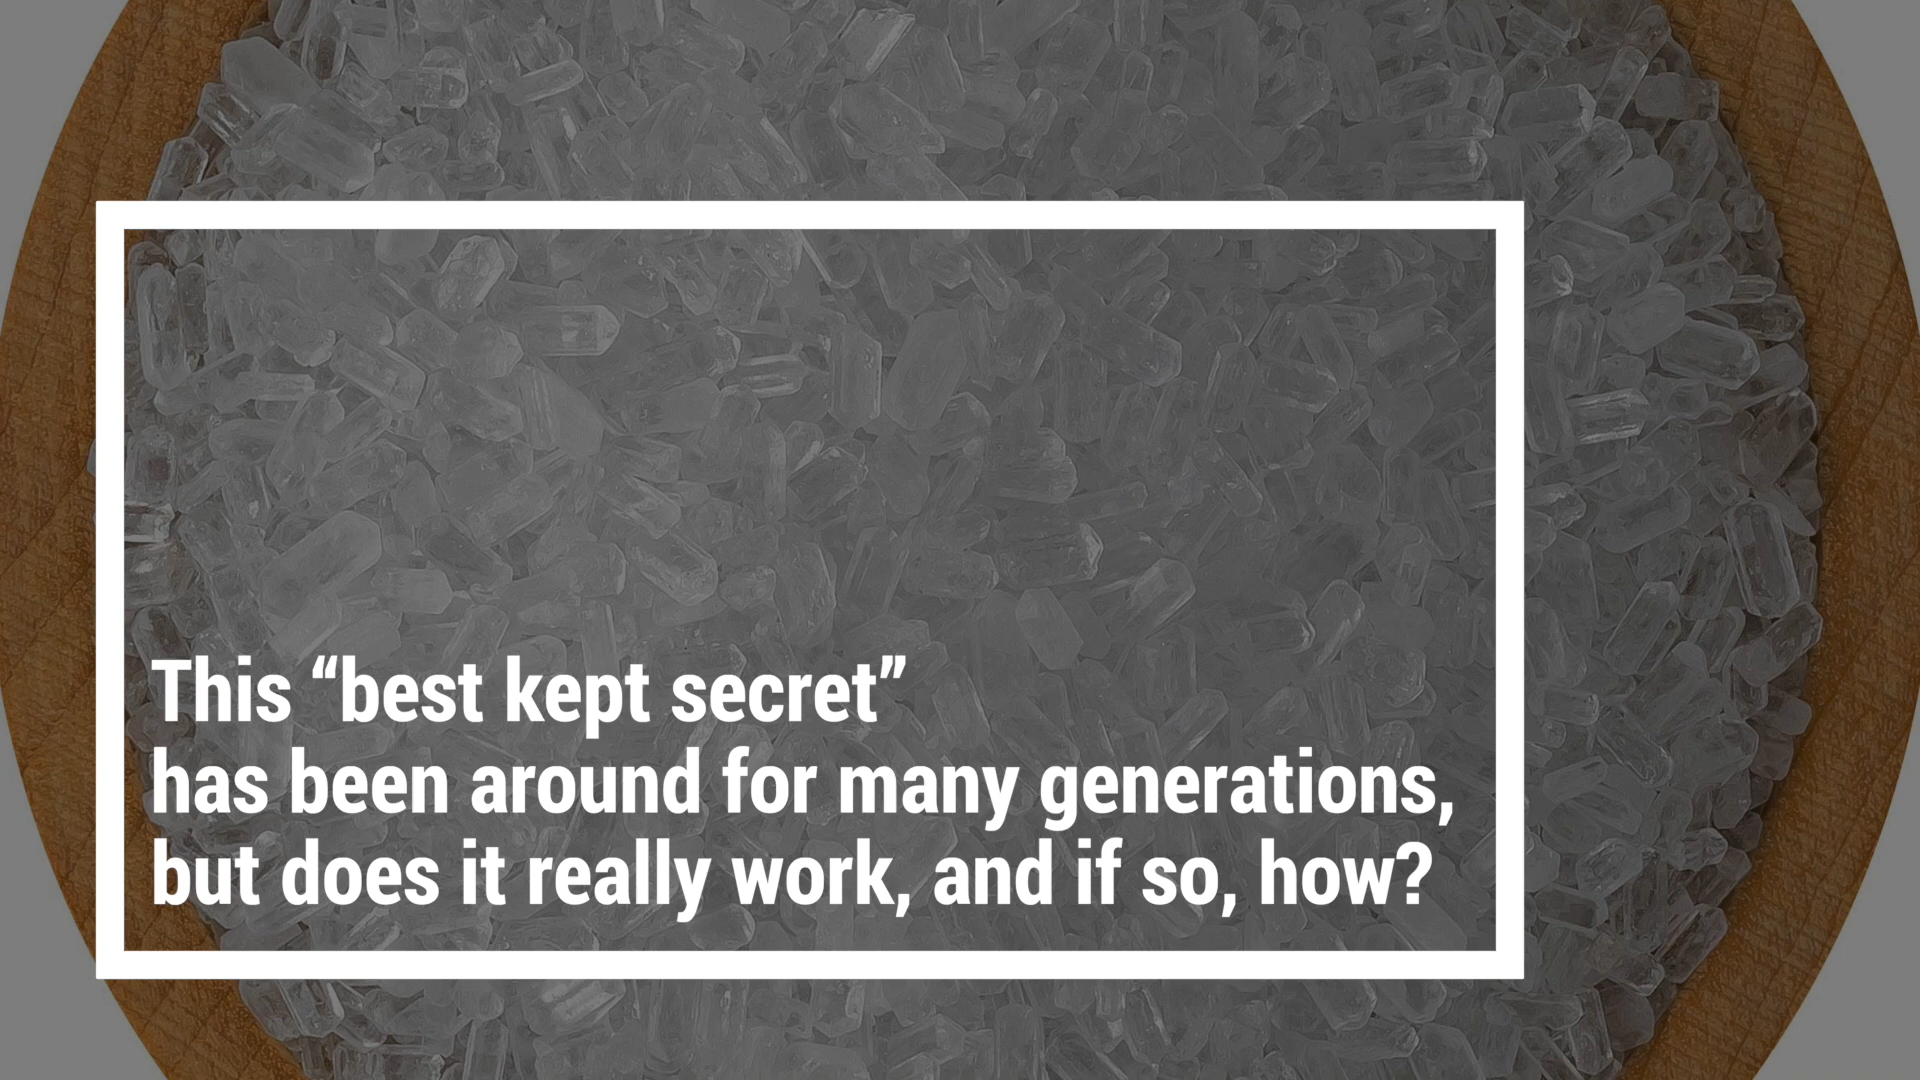 This “best kept secret”
has been around for many generations,
but does it really work, and if so, how?